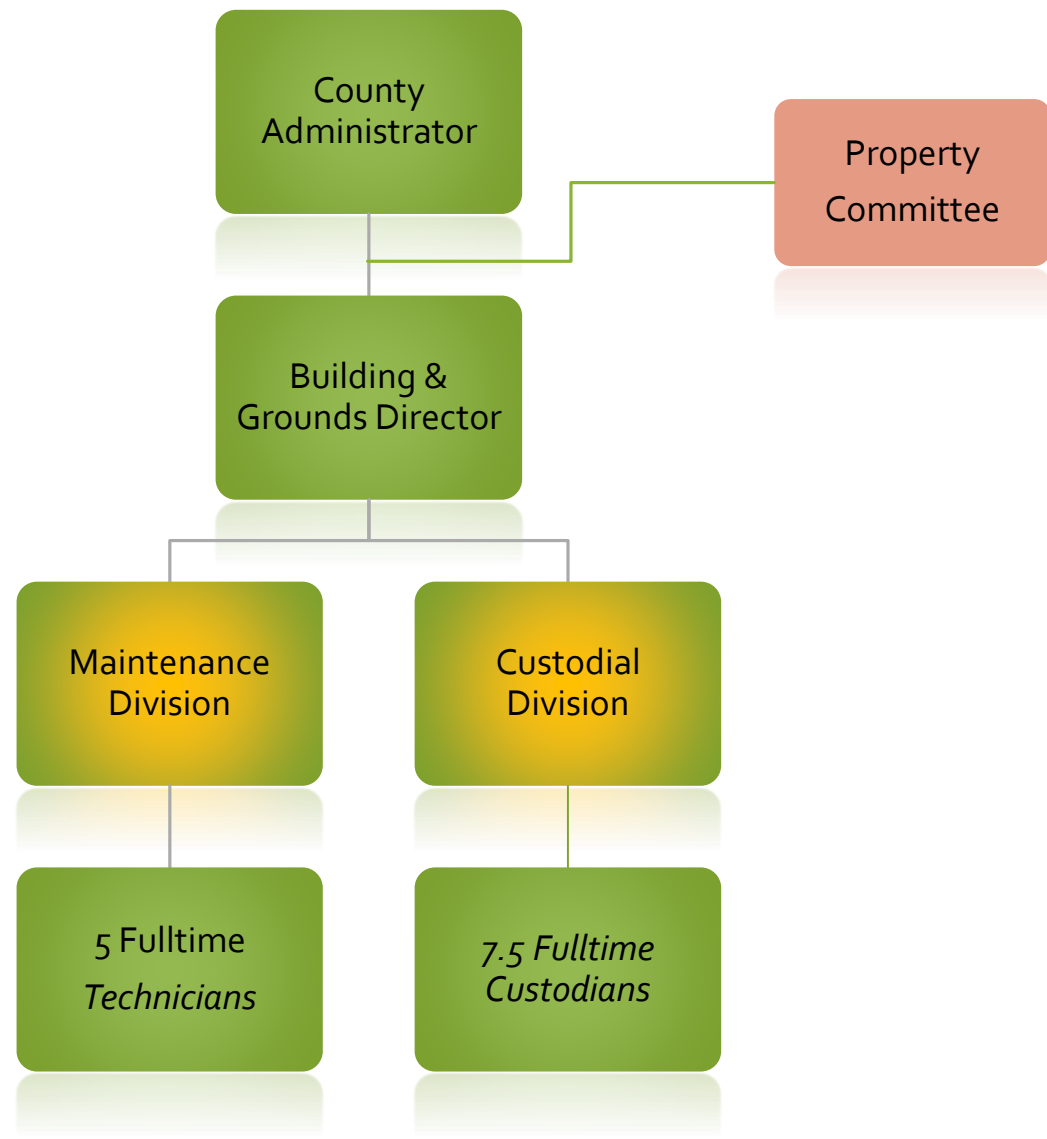 County
Administrator
Property
Committee
Building &
Grounds Director
Maintenance
Division
Custodial
Division
5 Fulltime
Technicians
7.5 Fulltime
Custodians